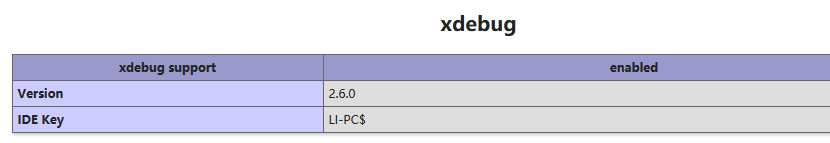 xdebug
xdebug support enabled
Version 2.6.0
IDE Key LI-PC$